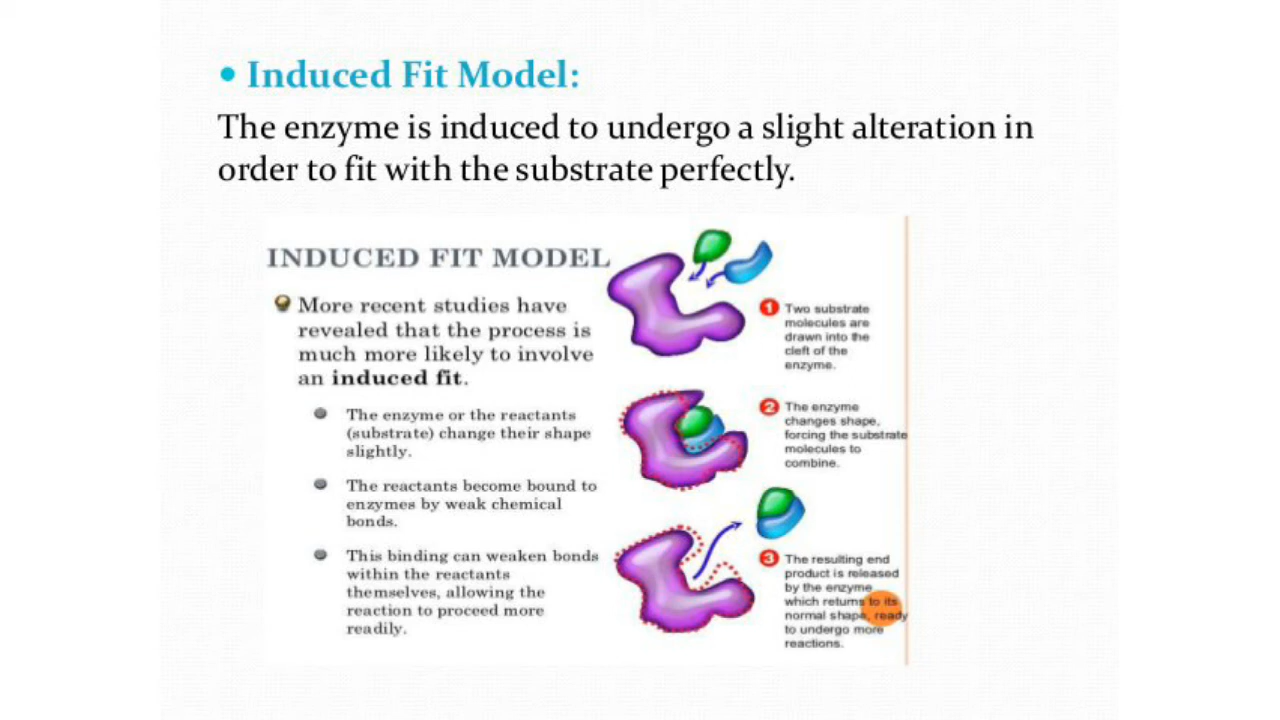 • Induced Fit Model:
The enzyme is induced to undergo a slight alteration in
order to fit with the substrate perfectly.
INDUCED FIT MODEL
More recent studies have
revealed that the process is
much more likely to involve
an induced fit.
The enzyme or the reactants
(substrate) change their shape
slightly.
The reactants become bound to
enzymes by weak chemical
bonds.
This binding can weaken bonds
within the reactants
themselves, allowing the
reaction to proceed more
readily.
1 Two substrate
molecules are
drawn into the
cleft of the
enzyme.
2 The enzyme
changes shape,
forcing the substrate
molecules to
combine.
3 The resulting end
product is released
by the enzyme
which returns to its
normal shape, ready
to undergo more
reactions.